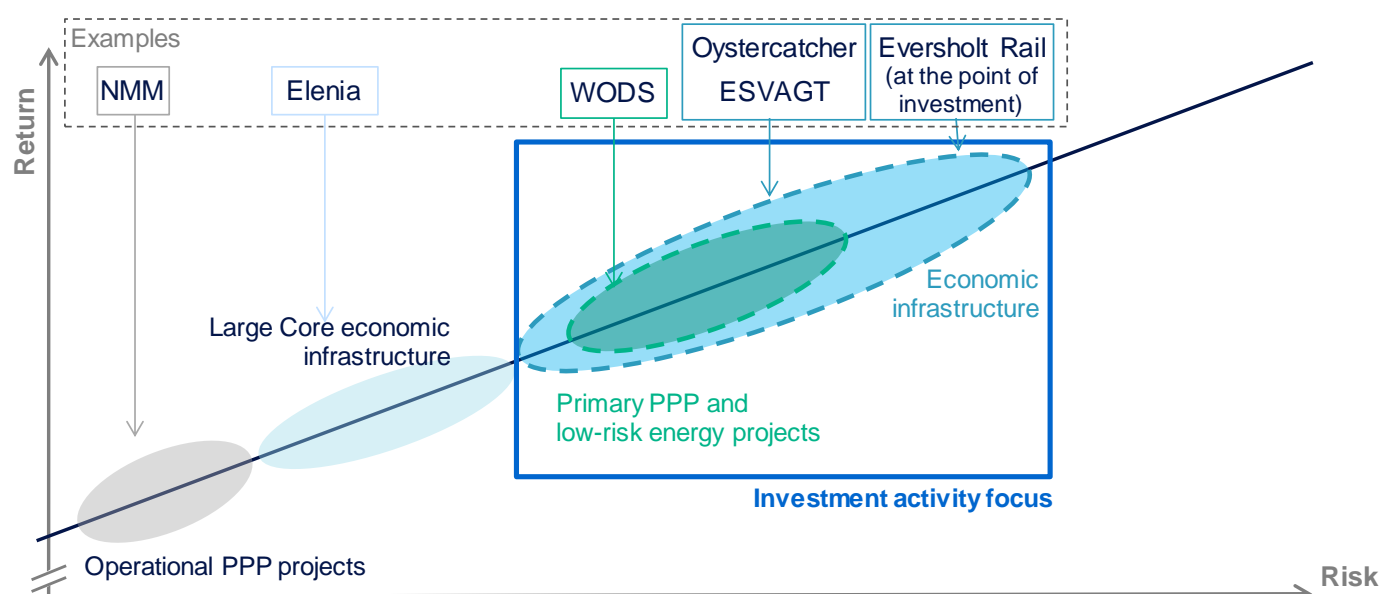 Examples
NMM
Elenia
WODS
Oystercatcher
ESVAGT
Eversholt Rail
(at the point of
investment)
Return
Large Core economic
infrastructure
Economic
infrastructure
Primary PPP and
low-risk energy projects
Investment activity focus
Operational PPP projects
Risk